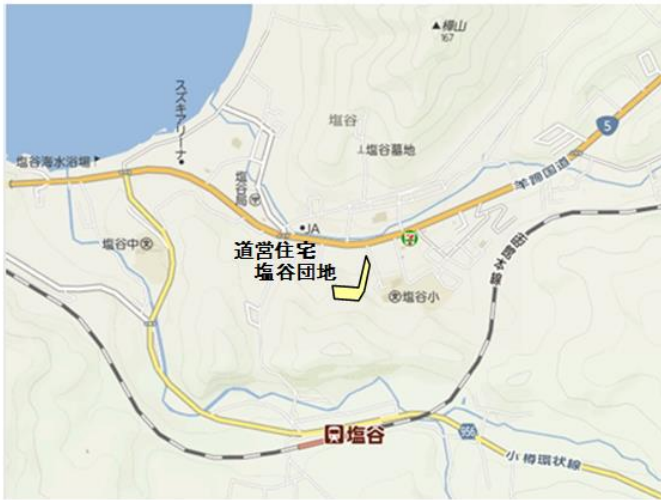 樺山
167
スズキアリーナ
塩谷
5
塩谷海水浴場
塩谷墓地
羊蹄国道
塩谷局
JA
道営住宅
塩谷団地
塩谷中
文
塩谷小
文
函館本線
塩谷
956
小樽環状線